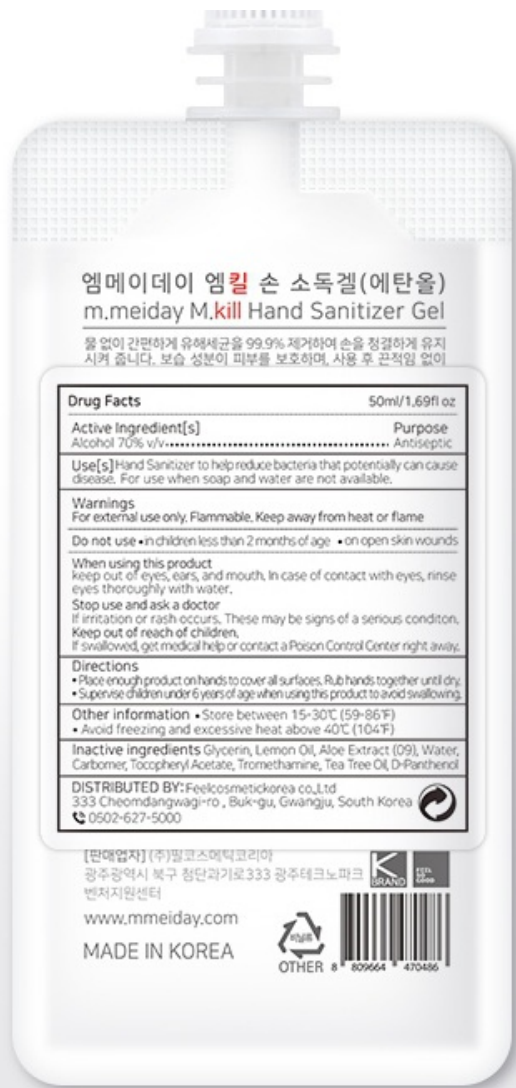 엠메이데이 엠킬 손 소독겔(에탄올)
m.meiday M.kill Hand Sanitizer Gel
물 없이 간편하게 유해세균을 99.9% 제거하여 손을 청결하게 유지
시켜 줍니다. 보습 성분이 피부를 보호하며, 사용 후 끈적임 없이
Drug Facts 50ml/1.69fl oz
Active Ingredient[s] Purpose
Alcohol 70% v/v Antiseptic
Use[s] Hand Sanitizer to help reduce bacteria that potentially can cause
disease. For use when soap and water are not available.
Warnings
For external use only. Flammable. Keep away from heat or flame
Do not use • in children less than 2 months of age • on open skin wounds
When using this product
keep out of eyes, ears, and mouth. In case of contact with eyes, rinse
eyes thoroughly with water.
Stop use and ask a doctor
If irritation or rash occurs. These may be signs of a serious conditon.
Keep out of reach of children.
If swallowed, get medical help or contact a Poison Control Center right away.
Directions
• Place enough product on hands to cover all surfaces. Rub hands together until dry.
• Supervise children under 6 years of age when using this product to avoid swallowing.
Other information • Store between 15-30℃ (59-86℉)
• Avoid freezing and excessive heat above 40℃ (104℉)
Inactive ingredients Glycerin, Lemon Oil, Aloe Extract (09), Water,
Carbomer, Tocopheryl Acetate, Tromethamine, Tea Tree Oil, D-Panthenol
DISTRIBUTED BY: Feelcosmetickorea co.,Ltd
333 Cheomdangwagi-ro , Buk-gu, Gwangju, South Korea
0502-627-5000
[판매업자] (주)필코스메틱코리아
광주광역시 북구 첨단과기로333 광주테크노파크
벤처지원센터
K
BRAND
FEEL
SO
GOOD
www.mmeiday.com
MADE IN KOREA
비닐류
OTHER
8 809664 470486